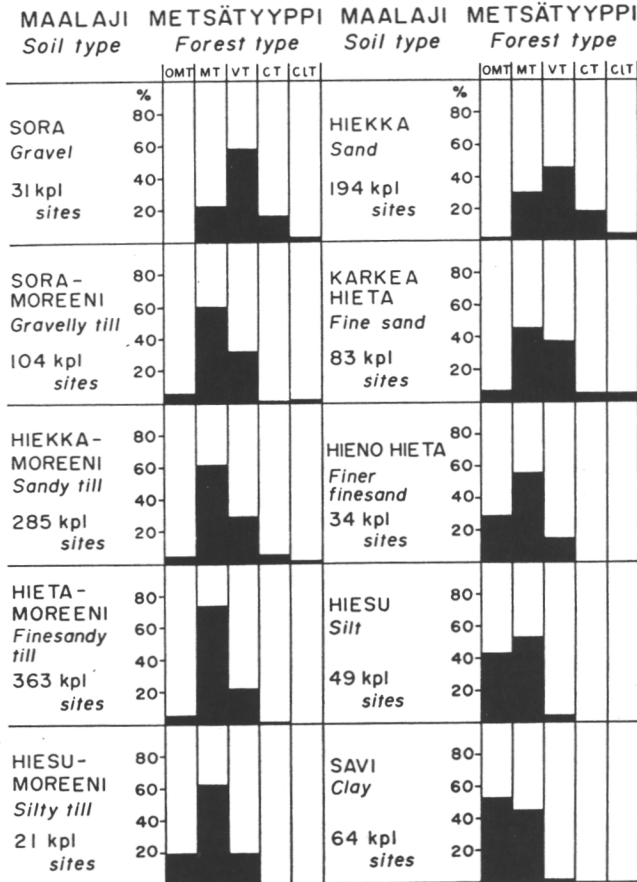 MAALAJI METSÄTYYPPI MAALAJI METSÄTYYPPI
Soil type Forest type Soil type Forest type
OMT MT VT CT ClT OMT MT VT CT ClT
SORA
Gravel
31 kpl
sites
%
80
60
40
20
HIEKKA
Sand
194 kpl
sites
%
80
60
40
20
SORA-
MOREENI
Gravelly till
104 kpl
sites
80
60
40
20
KARKEA
HIETA
Fine sand
83 kpl
sites
80
60
40
20
HIEKKA-
MOREENI
Sandy till
285 kpl
sites
80
60
40
20
HIENO HIETA
Finer
finesand
34 kpl
sites
80
60
40
20
HIETA-
MOREENI
Finesandy
till
363 kpl
sites
80
60
40
20
HIESU
Silt
49 kpl
sites
80
60
40
20
HIESU-
MOREENI
Silty till
21 kpl
sites
80
60
40
20
SAVI
Clay
64 kpl
sites
80
60
40
20